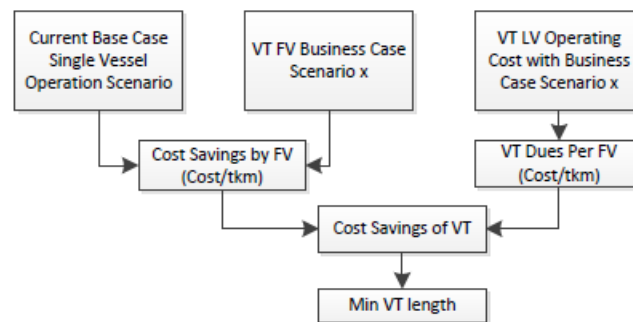 Current Base Case
Single Vessel
Operation Scenario
VT FV Business Case
Scenario x
VT LV Operating
Cost with Business
Case Scenario x
Cost Savings by FV
(Cost/tkm)
VT Dues Per FV
(Cost/tkm)
Cost Savings of VT
Min VT length